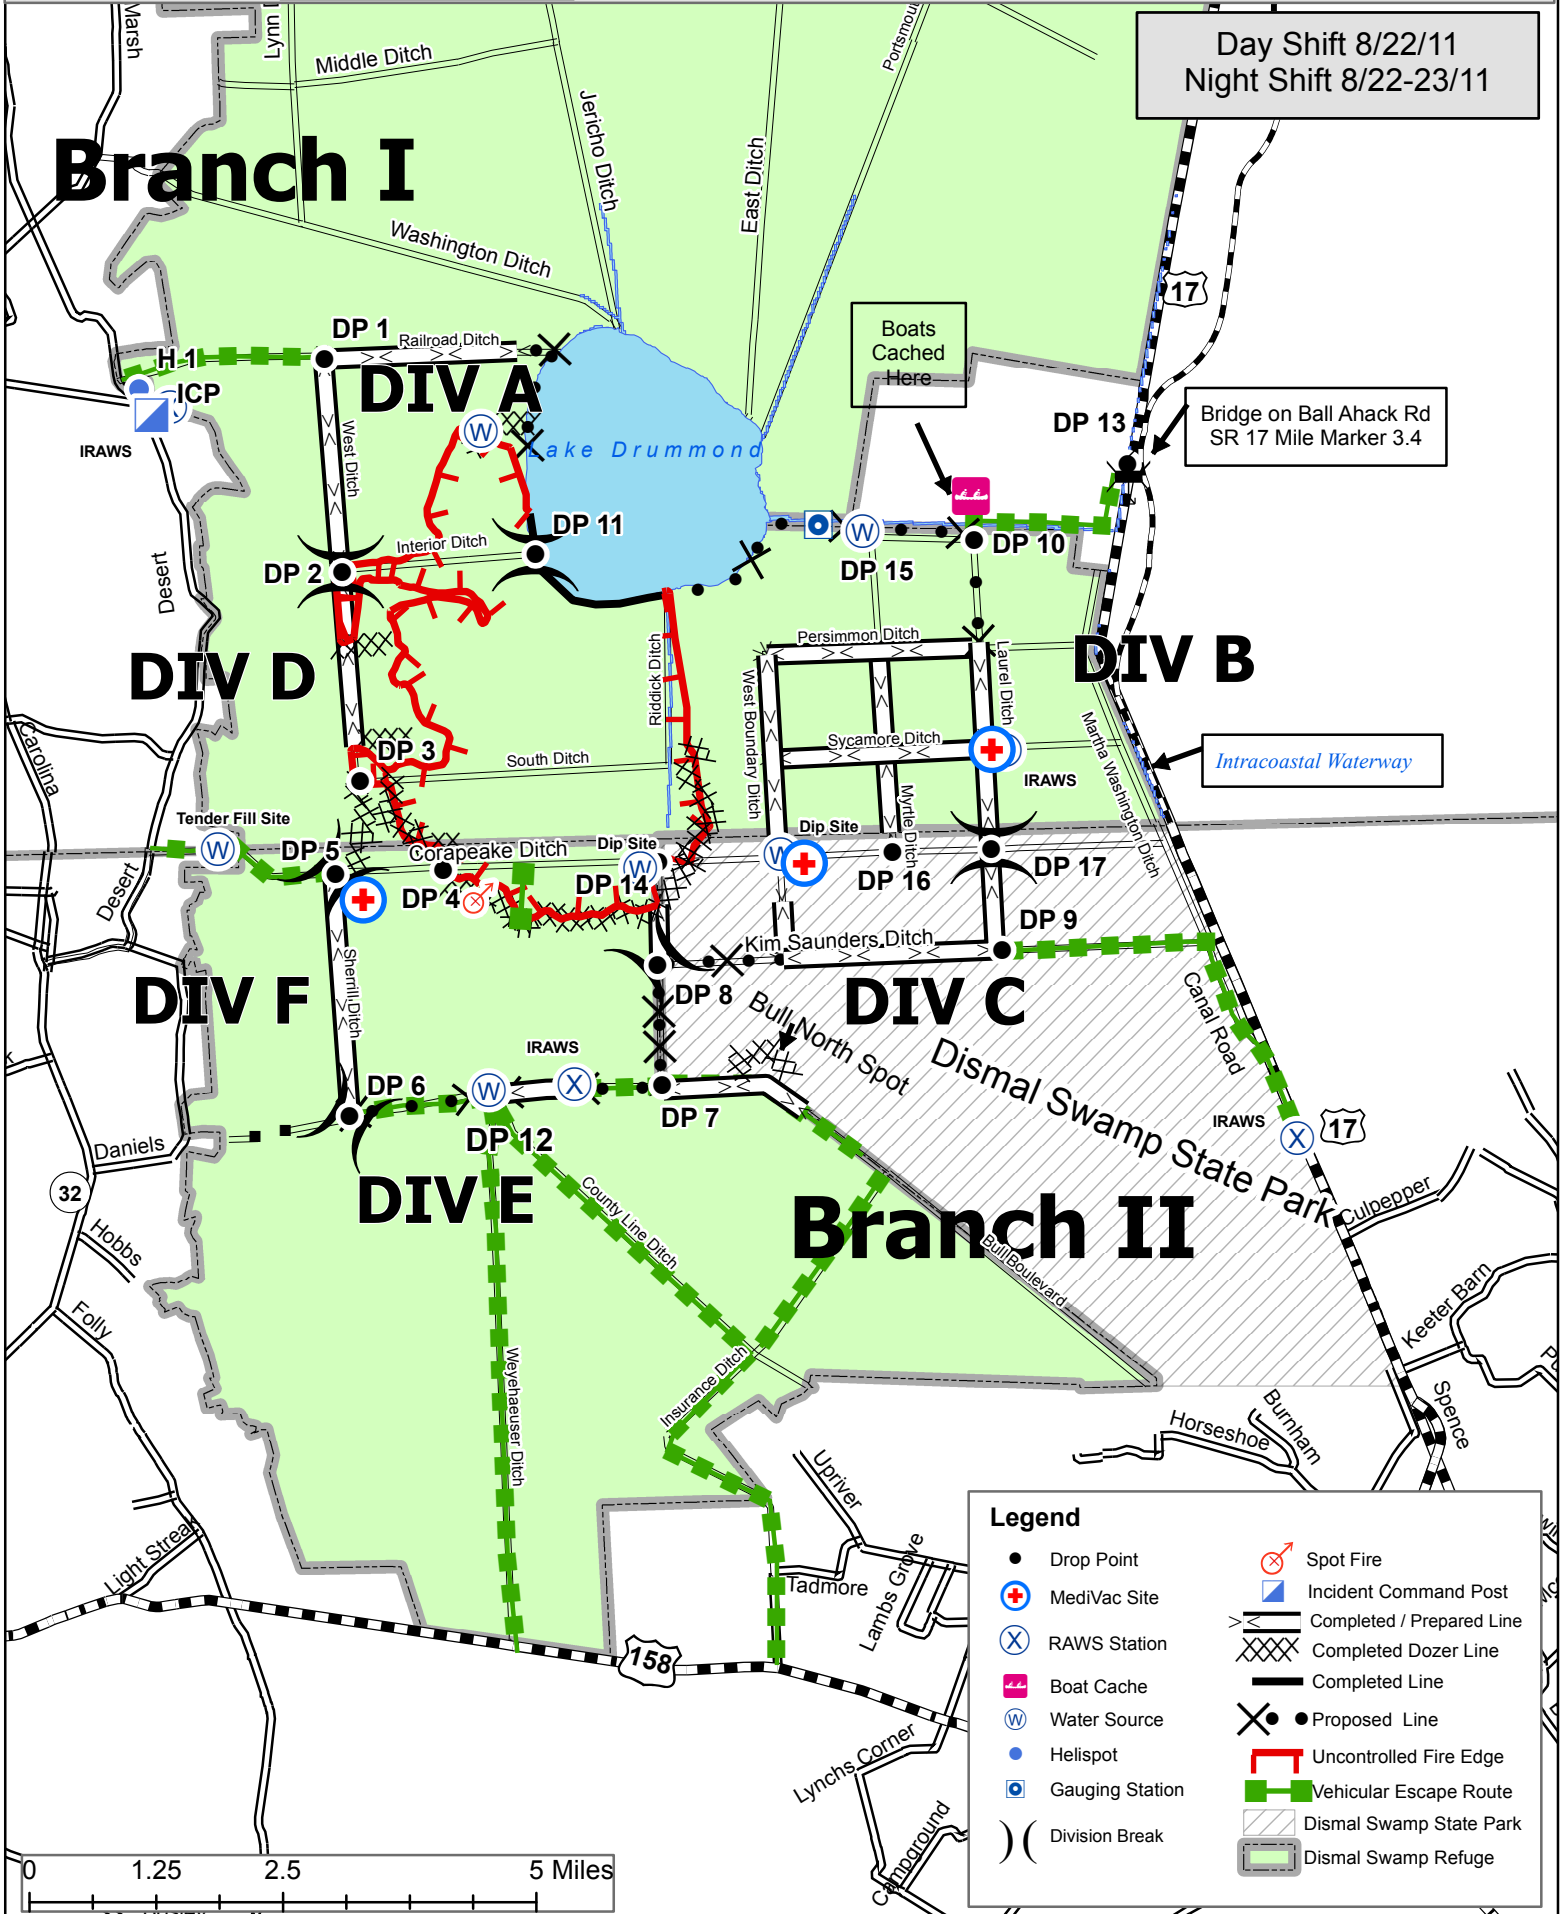 Day Shift 8/22/11
Night Shift 8/22-23/11
Marsh
Lynn
Middle Ditch
Portsmou
Jericho Ditch
East Ditch
Branch I
Washington Ditch
17
Boats
Cached
Here
DP 1
Railroad Ditch
H 1
ICP
IRAWS
DIV A
W
Lake Drummond
DP 13
Bridge on Ball Ahack Rd
SR 17 Mile Marker 3.4
West Ditch
DP 11
Interior Ditch
DP 2
W
DP 15
DP 10
Desert
Persimmon Ditch
DIV B
DIV D
Riddick Ditch
West Boundary Ditch
Laurel Ditch
Sycamore Ditch
IRAWS
Martha Washington Ditch
Intracoastal Waterway
Carolina
DP 3
South Ditch
Myrtle Ditch
Tender Fill Site
W
DP 5
Corapeake Ditch
Dip Site
W
Dip Site
W
DP 16
DP 17
Desert
DP 4
DP 14
DP 9
Kim Saunders Ditch
Sherrill Ditch
DIV F
DP 8
DIV C
Bull North Spot
Canal Road
Dismal Swamp State Park
IRAWS
X
W
DP 6
DP 7
DP 12
IRAWS
X
17
Daniels
32
DIV E
County Line Ditch
Branch II
Bull Boulevard
Culpepper
Hobbs
Folly
Keeter Barn
Weyehaeuser Ditch
Insurance Ditch
Spence
Burnham
Horseshoe
Upriver
Light Streak
Tadmore
Lambs Grove
158
Lynchs Corner
Campground
Legend
Drop Point
MediVac Site
X
RAWS Station
Boat Cache
W
Water Source
Helispot
Gauging Station
Division Break
Spot Fire
Incident Command Post
Completed / Prepared Line
Completed Dozer Line
Completed Line
Proposed Line
Uncontrolled Fire Edge
Vehicular Escape Route
Dismal Swamp State Park
Dismal Swamp Refuge
0 1.25 2.5 5 Miles